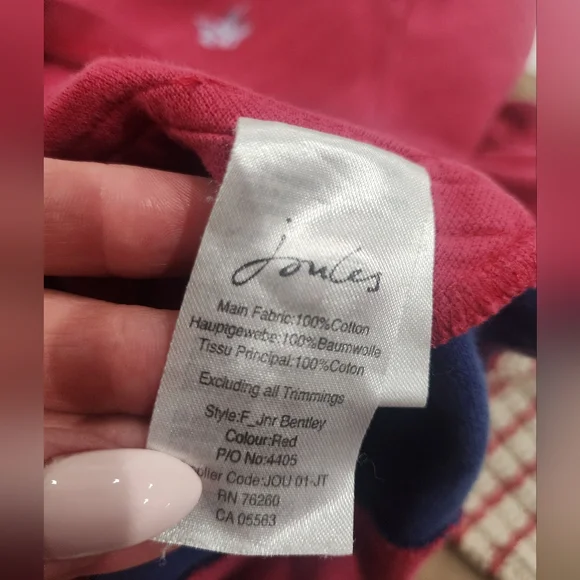 Joules
Main Fabric:100%Cotton
Hauptgewebe:100%Baumwolle
Tissu Principal:100%Coton
Excluding all Trimmings
Style:F_Jnr Bentley
Colour:Red
P/O No:4405
plier Code:JOU 01-JT
RN 76260
CA 05563